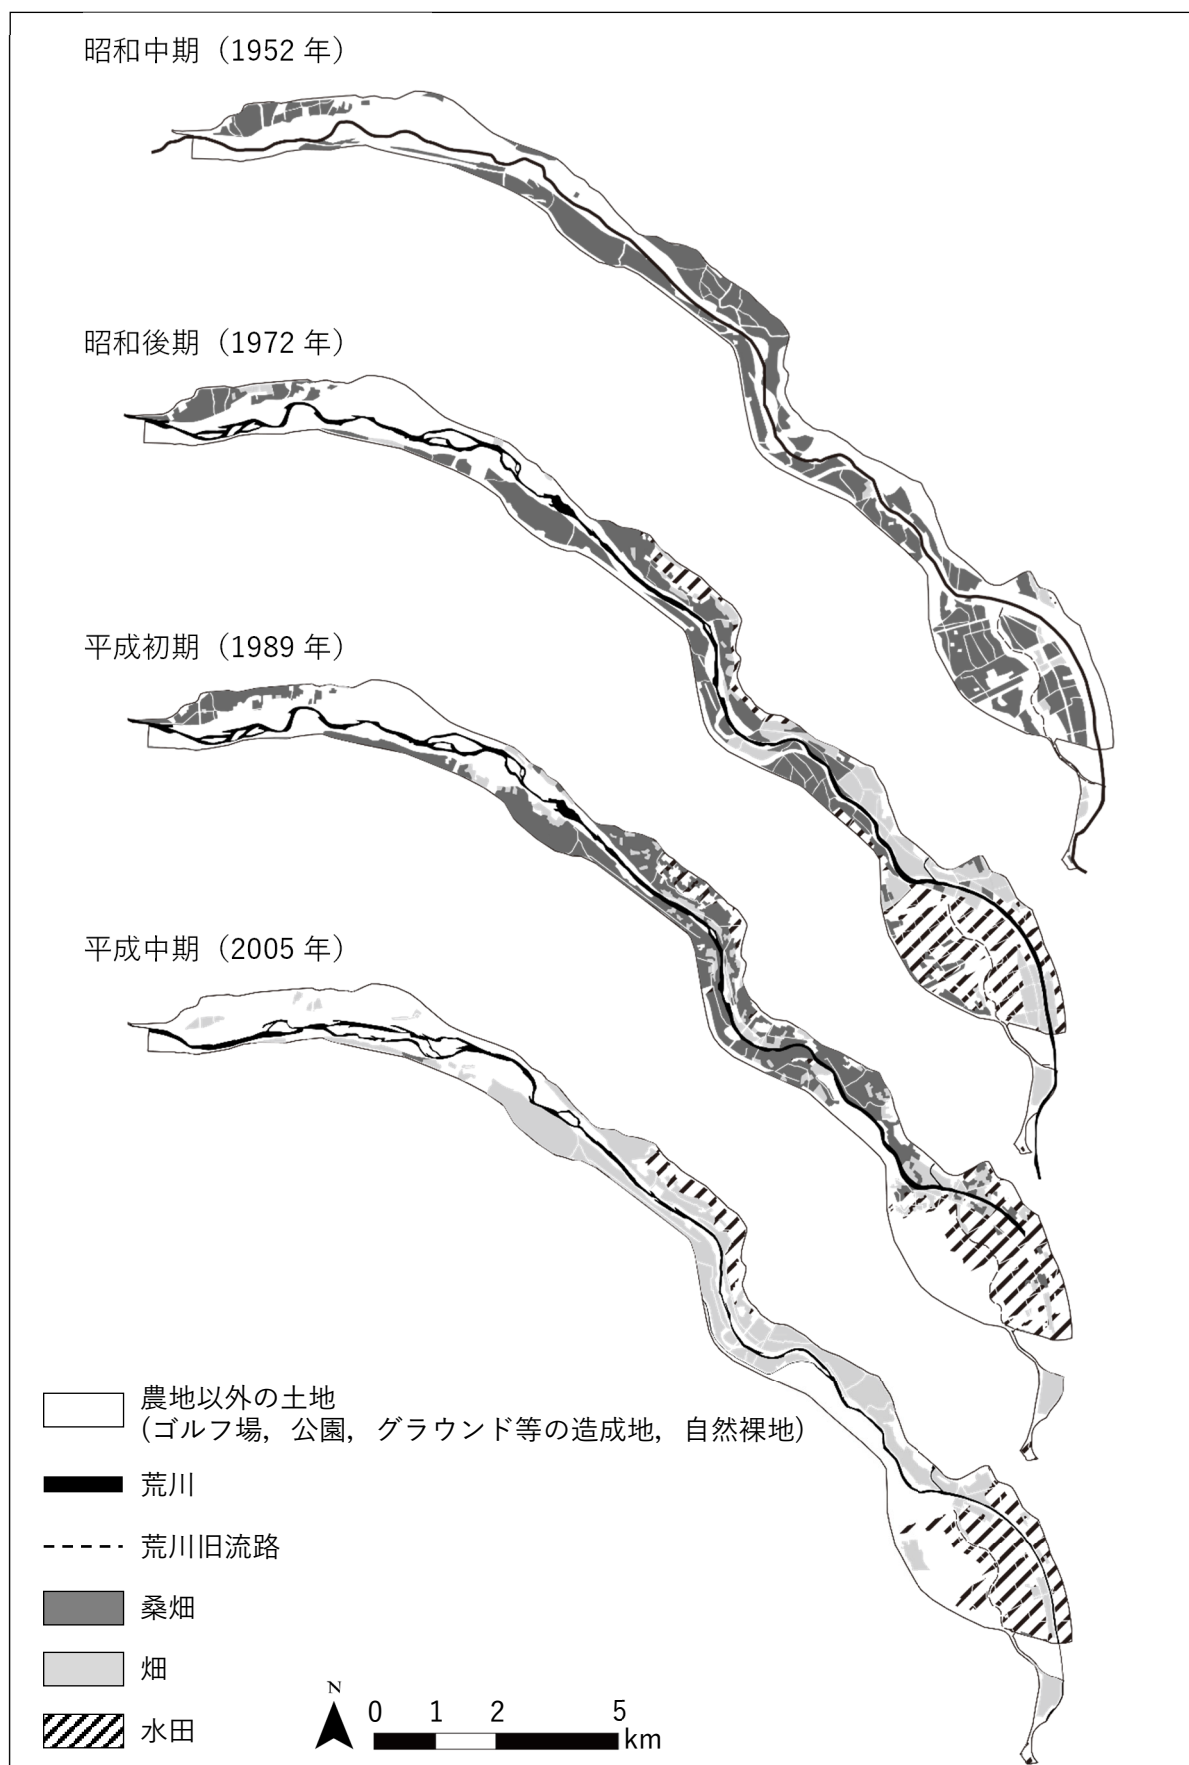 昭和中期（1952 年）
昭和後期（1972 年）
平成初期（1989 年）
平成中期（2005 年）
農地以外の土地
(ゴルフ場，公園，グラウンド等の造成地，自然裸地)
荒川
荒川旧流路
桑畑
畑
水田
N
0 1 2 5
km